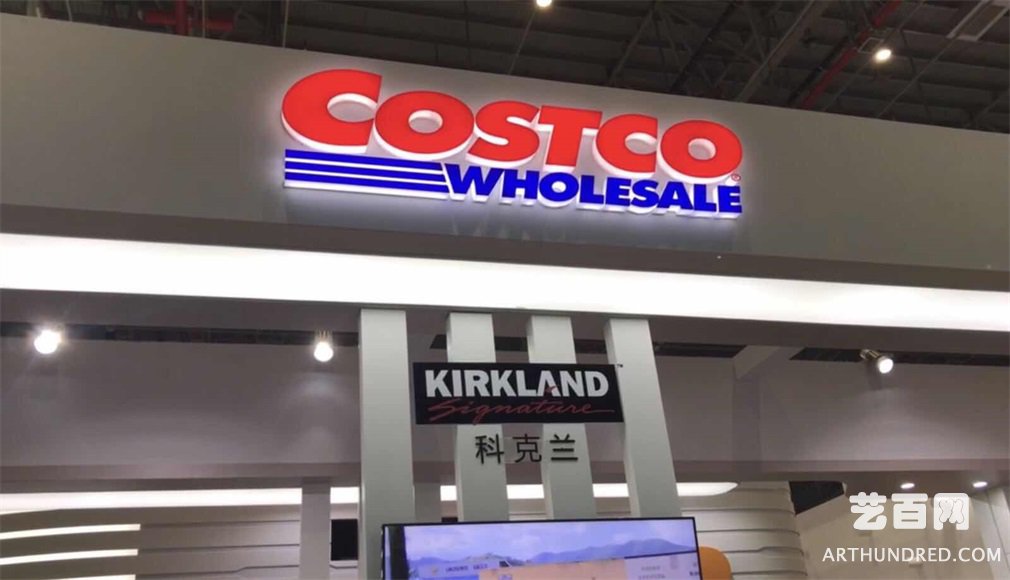 COSTCO
WHOLESALE
KIRKLAND
Signature
科克兰
艺百网
ARTHUNDRED.COM